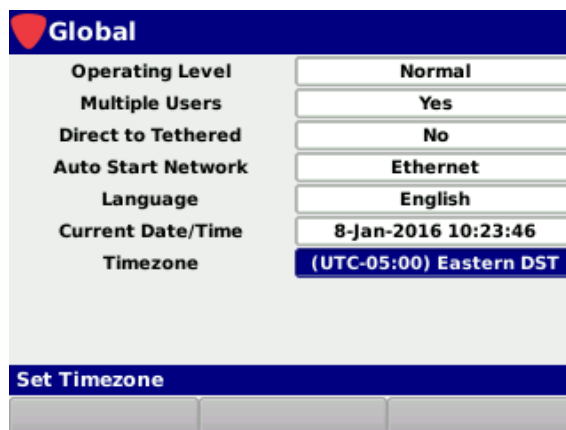 Global
Operating Level Normal
Multiple Users Yes
Direct to Tethered No
Auto Start Network Ethernet
Language English
Current Date/Time 8-Jan-2016 10:23:46
Timezone (UTC-05:00) Eastern DST
Set Timezone